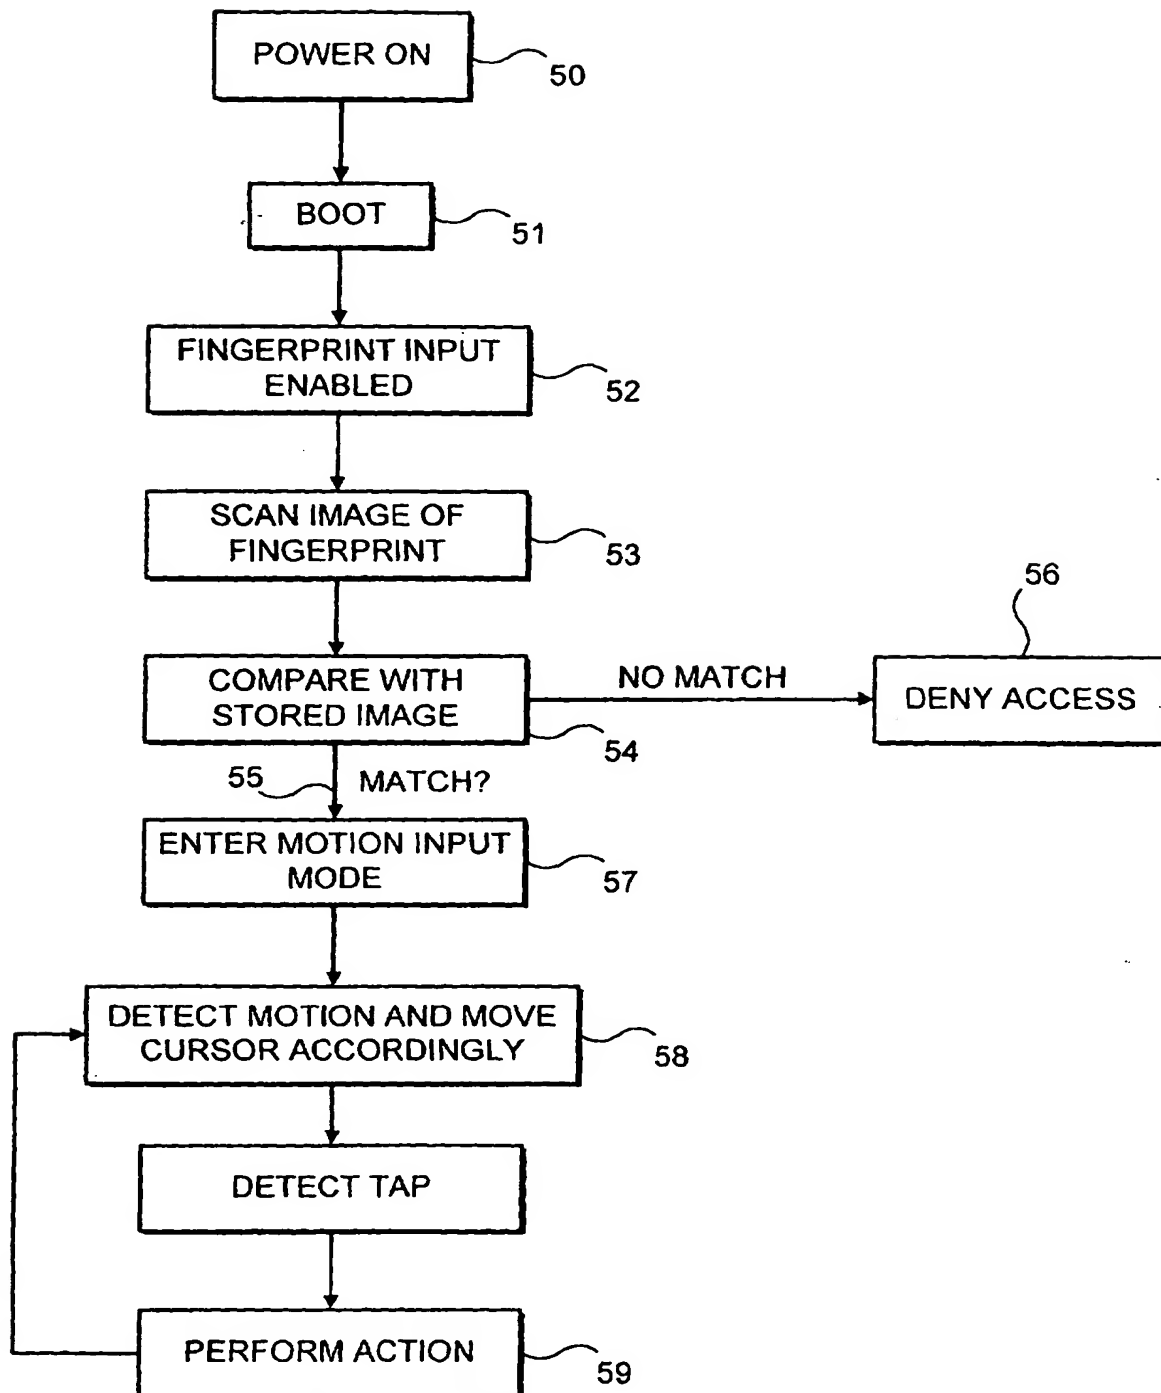 POWER ON
50
BOOT
51
FINGERPRINT INPUT
ENABLED
52
SCAN IMAGE OF
FINGERPRINT
53
COMPARE WITH
STORED IMAGE
54
NO MATCH
56
DENY ACCESS
55
MATCH?
ENTER MOTION INPUT
MODE
57
DETECT MOTION AND MOVE
CURSOR ACCORDINGLY
58
DETECT TAP
PERFORM ACTION
59